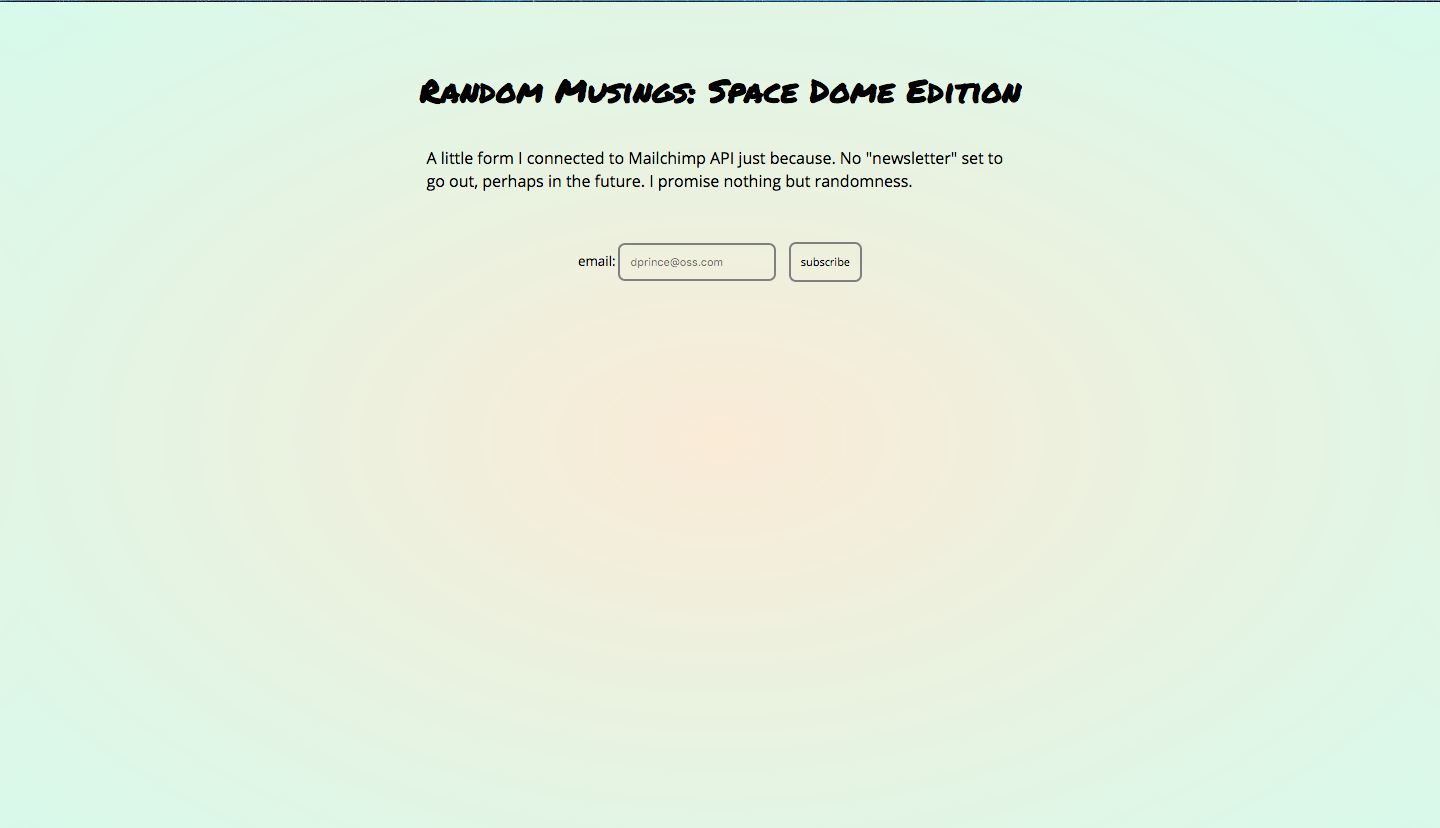 Random Musings: Space Dome Edition
A little form I connected to Mailchimp API just because. No "newsletter" set to
go out, perhaps in the future. I promise nothing but randomness.
email: dprince@oss.com subscribe